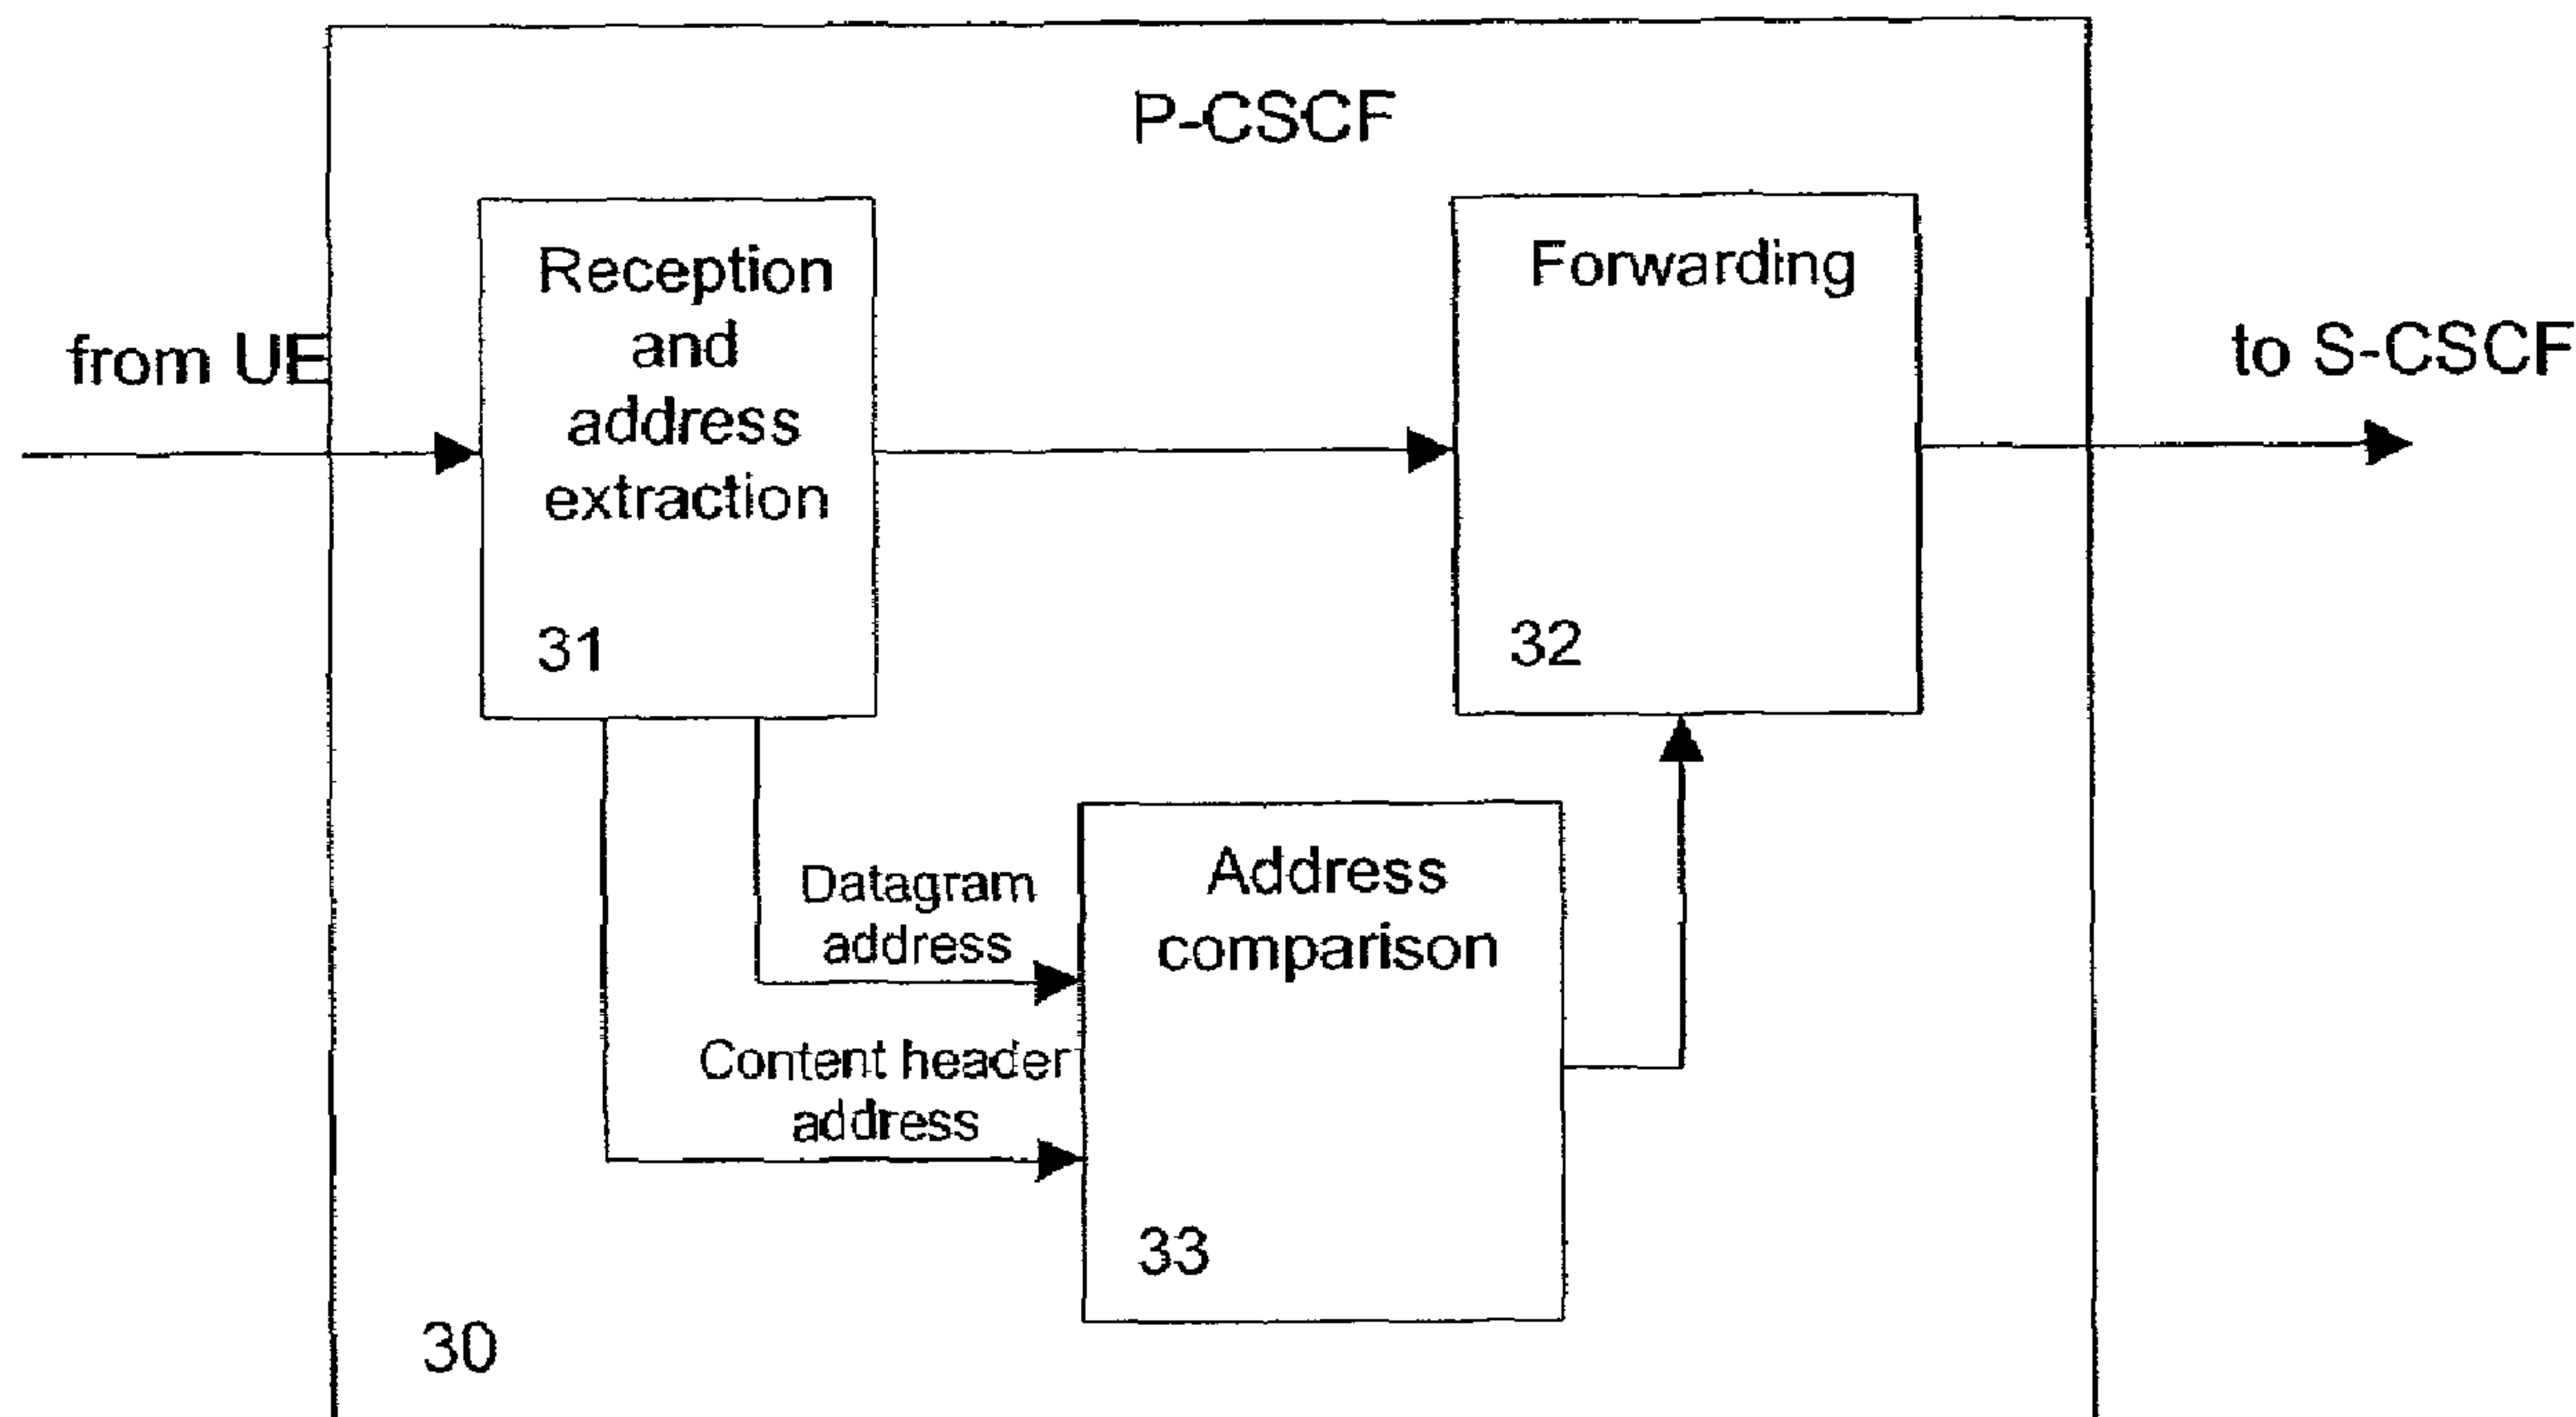 P-CSCF
from UE
Reception
and
address
extraction
31
Forwarding
32
to S-CSCF
Datagram
address
Content header
address
Address
comparison
33
30